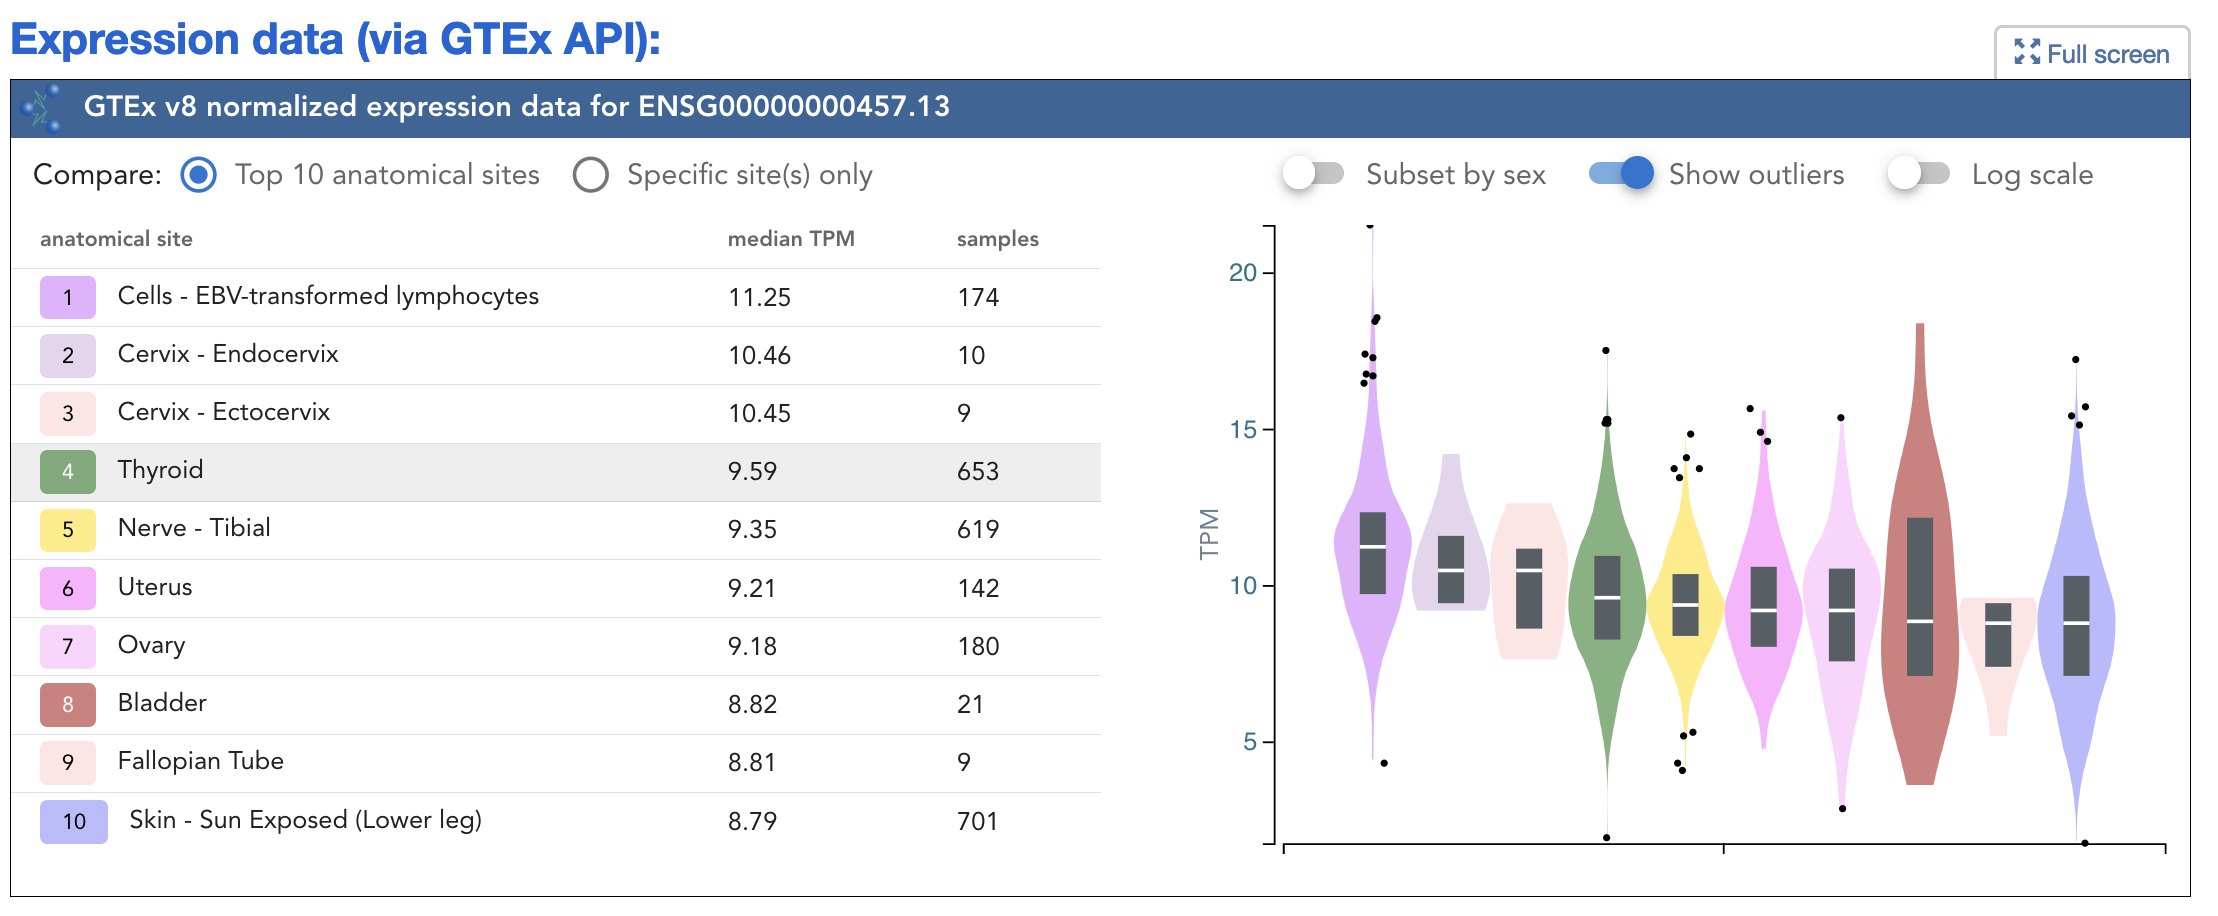 Expression data (via GTEx API):
Full screen
GTEx v8 normalized expression data for ENSG00000000457.13
Compare: Top 10 anatomical sites Specific site(s) only
Subset by sex Show outliers Log scale
anatomical site median TPM samples
1 Cells - EBV-transformed lymphocytes 11.25 174
2 Cervix - Endocervix 10.46 10
3 Cervix - Ectocervix 10.45 9
4 Thyroid 9.59 653
5 Nerve - Tibial 9.35 619
6 Uterus 9.21 142
7 Ovary 9.18 180
8 Bladder 8.82 21
9 Fallopian Tube 8.81 9
10 Skin - Sun Exposed (Lower leg) 8.79 701
TPM
20
15
10
5